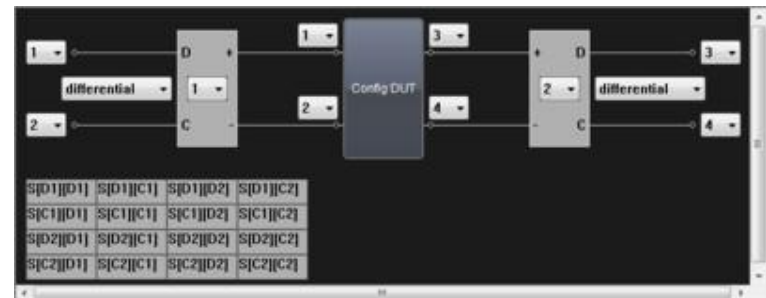 1 3
1 D + + D 3
differential 1 Config DUT 2 differential
2 4
2 C - - C 4
S[D1][D1] S[D1][C1] S[D1][D2] S[D1][C2]
S[C1][D1] S[C1][C1] S[C1][D2] S[C1][C2]
S[D2][D1] S[D2][C1] S[D2][D2] S[D2][C2]
S[C2][D1] S[C2][C1] S[C2][D2] S[C2][C2]